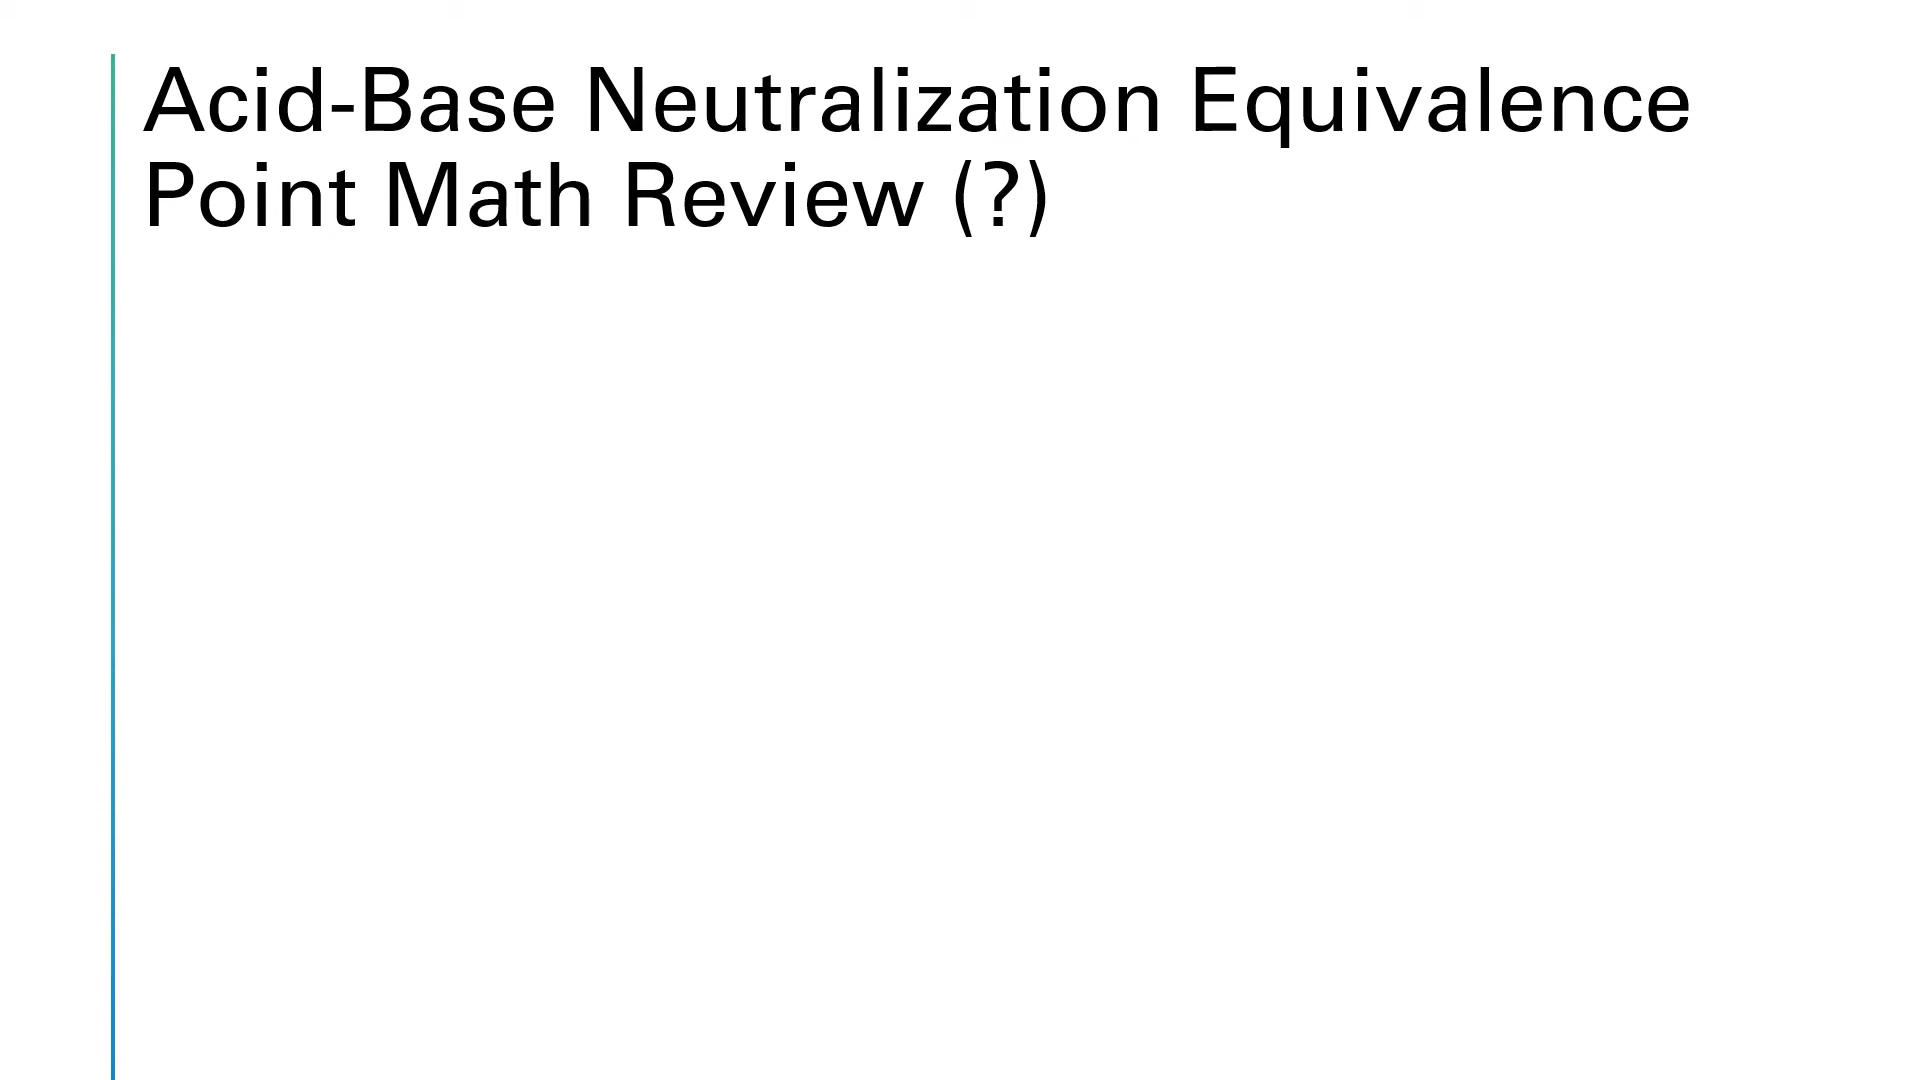 Acid-Base Neutralization Equivalence
Point Math Review (?)